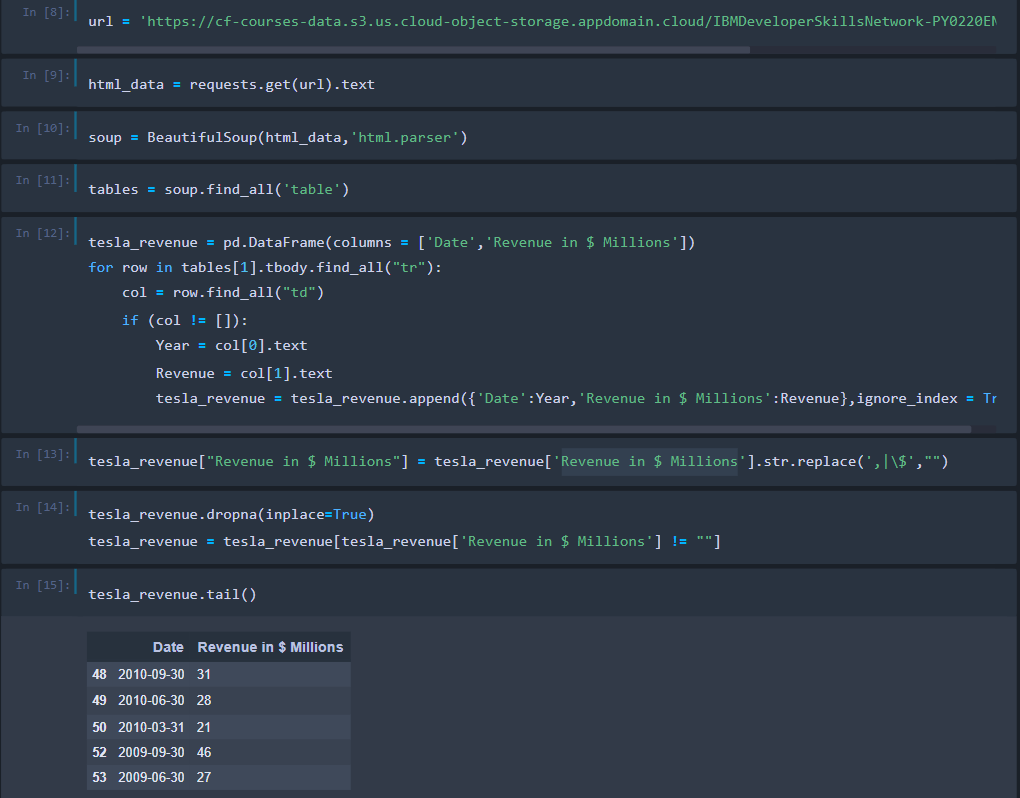 In [8]:
url = 'https://cf-courses-data.s3.us.cloud-object-storage.appdomain.cloud/IBMDeveloperSkillsNetwork-PY0220EN
In [9]:
html_data = requests.get(url).text
In [10]:
soup = BeautifulSoup(html_data,'html.parser')
In [11]:
tables = soup.find_all('table')
In [12]:
tesla_revenue = pd.DataFrame(columns = ['Date','Revenue in $ Millions'])
for row in tables[1].tbody.find_all("tr"):
    col = row.find_all("td")
    if (col != []):
        Year = col[0].text
        Revenue = col[1].text
        tesla_revenue = tesla_revenue.append({'Date':Year,'Revenue in $ Millions':Revenue},ignore_index = Tr
In [13]:
tesla_revenue["Revenue in $ Millions"] = tesla_revenue['Revenue in $ Millions'].str.replace(',|\$',"")
In [14]:
tesla_revenue.dropna(inplace=True)
tesla_revenue = tesla_revenue[tesla_revenue['Revenue in $ Millions'] != ""]
In [15]:
tesla_revenue.tail()
Date Revenue in $ Millions
48 2010-09-30 31
49 2010-06-30 28
50 2010-03-31 21
52 2009-09-30 46
53 2009-06-30 27